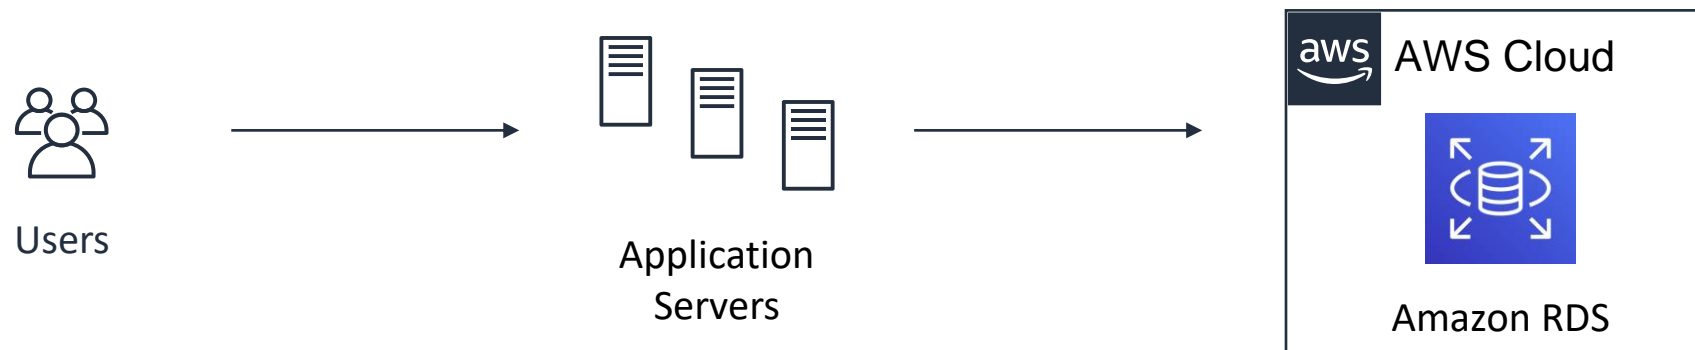 Users
Application
Servers
aws
AWS Cloud
Amazon RDS